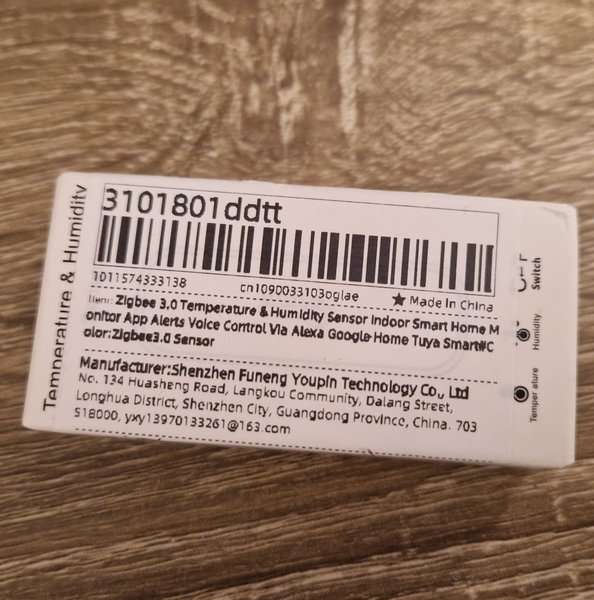 Temperature & Humidity
3101801ddtt
1011574333138 cn1090033103oglae ★ Made In China
Item: Zigbee 3.0 Temperature & Humidity Sensor Indoor Smart Home M
onitor App Alerts Voice Control Via Alexa Google Home Tuya Smart#C
olor:Zigbee3.0 Sensor
Manufacturer:Shenzhen Funeng Youpin Technology Co., Ltd
No. 134 Huasheng Road, Langkou Community, Dalang Street,
Longhua District, Shenzhen City, Guangdong Province, China. 703
518000, yxy13970133261@163.com
Switch
Humidity
Temperature